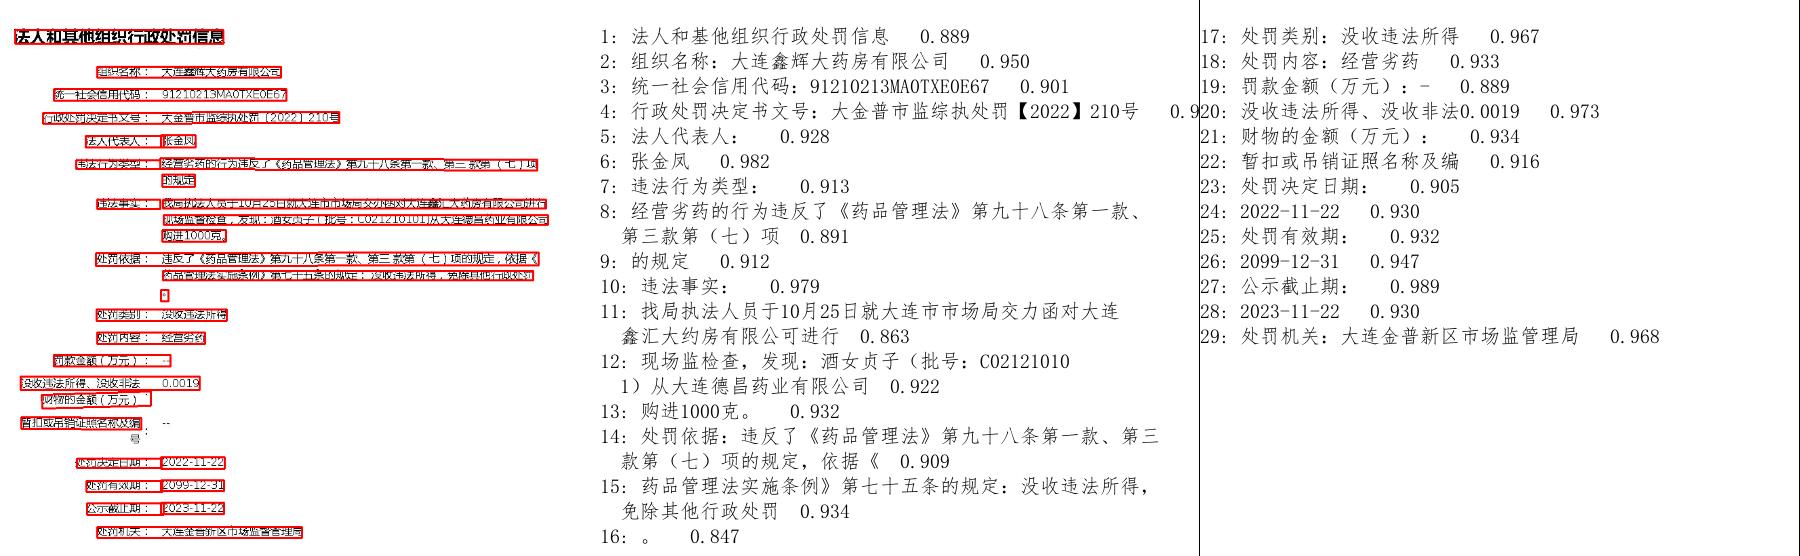 法人和其他组织行政处罚信息
组织名称： 大连鑫辉大药房有限公司
统一社会信用代码： 91210213MA0TXE0E67
行政处罚决定书文号： 大金普市监综执处罚〔2022〕210号
法人代表人： 张金凤
违法行为类型： 经营劣药的行为违反了《药品管理法》第九十八条第一款、第三款第（七）项
的规定
违法事实： 我局执法人员于10月25日就大连市市场局交办函对大连鑫汇大药房有限公司进行
现场监督检查，发现：酒女贞子（批号：C021210101）从大连德昌药业有限公司
购进1000克。
处罚依据： 违反了《药品管理法》第九十八条第一款、第三款第（七）项的规定，依据《
药品管理法实施条例》第七十五条的规定：没收违法所得，免除其他行政处罚
。
处罚类别： 没收违法所得
处罚内容： 经营劣药
罚款金额（万元）： --
没收违法所得、没收非法 0.0019
财物的金额（万元）：
暂扣或吊销证照名称及编 --
号：
处罚决定日期： 2022-11-22
处罚有效期： 2099-12-31
公示截止期： 2023-11-22
处罚机关： 大连金普新区市场监督管理局
1: 法人和基他组织行政处罚信息 0.889
2: 组织名称: 大连鑫辉大药房有限公司 0.950
3: 统一社会信用代码: 91210213MA0TXE0E67 0.901
4: 行政处罚决定书文号: 大金普市监综执处罚【2022】210号 0.9
5: 法人代表人: 0.928
6: 张金凤 0.982
7: 违法行为类型: 0.913
8: 经营劣药的行为违反了《药品管理法》第九十八条第一款、
第三款第（七）项 0.891
9: 的规定 0.912
10: 违法事实: 0.979
11: 找局执法人员于10月25日就大连市市场局交力函对大连
鑫汇大约房有限公可进行 0.863
12: 现场监检查，发现: 酒女贞子（批号: C02121010
1）从大连德昌药业有限公司 0.922
13: 购进1000克。 0.932
14: 处罚依据: 违反了《药品管理法》第九十八条第一款、第三
款第（七）项的规定，依据《 0.909
15: 药品管理法实施条例》第七十五条的规定: 没收违法所得，
免除其他行政处罚 0.934
16: 。 0.847
17: 处罚类别: 没收违法所得 0.967
18: 处罚内容: 经营劣药 0.933
19: 罚款金额（万元）: - 0.889
20: 没收违法所得、没收非法0.0019 0.973
21: 财物的金额（万元）: 0.934
22: 暂扣或吊销证照名称及编 0.916
23: 处罚决定日期: 0.905
24: 2022-11-22 0.930
25: 处罚有效期: 0.932
26: 2099-12-31 0.947
27: 公示截止期: 0.989
28: 2023-11-22 0.930
29: 处罚机关: 大连金普新区市场监管理局 0.968